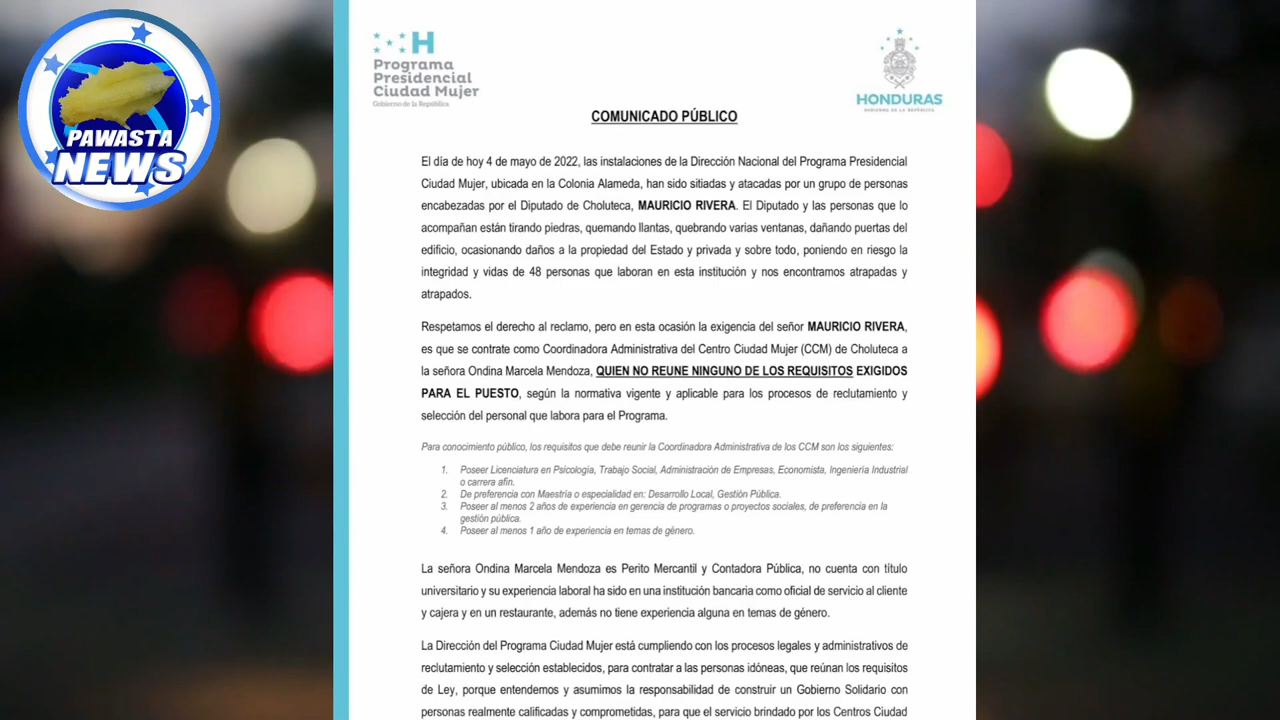 PAWASTA
NEWS
H
Programa
Presidencial
Ciudad Mujer
Gobierno de la República
HONDURAS
GOBIERNO DE LA REPÚBLICA
COMUNICADO PÚBLICO
El día de hoy 4 de mayo de 2022, las instalaciones de la Dirección Nacional del Programa Presidencial
Ciudad Mujer, ubicada en la Colonia Alameda, han sido sitiadas y atacadas por un grupo de personas
encabezadas por el Diputado de Choluteca, MAURICIO RIVERA. El Diputado y las personas que lo
acompañan están tirando piedras, quemando llantas, quebrando varias ventanas, dañando puertas del
edificio, ocasionando daños a la propiedad del Estado y privada y sobre todo, poniendo en riesgo la
integridad y vidas de 48 personas que laboran en esta institución y nos encontramos atrapadas y
atrapados.
Respetamos el derecho al reclamo, pero en esta ocasión la exigencia del señor MAURICIO RIVERA,
es que se contrate como Coordinadora Administrativa del Centro Ciudad Mujer (CCM) de Choluteca a
la señora Ondina Marcela Mendoza, QUIEN NO REUNE NINGUNO DE LOS REQUISITOS EXIGIDOS
PARA EL PUESTO, según la normativa vigente y aplicable para los procesos de reclutamiento y
selección del personal que labora para el Programa.
Para conocimiento público, los requisitos que debe reunir la Coordinadora Administrativa de los CCM son los siguientes:
1. Poseer Licenciatura en Psicología, Trabajo Social, Administración de Empresas, Economista, Ingeniería Industrial
o carrera afin.
2. De preferencia con Maestría o especialidad en: Desarrollo Local, Gestión Pública.
3. Poseer al menos 2 años de experiencia en gerencia de programas o proyectos sociales, de preferencia en la
gestión pública.
4. Poseer al menos 1 año de experiencia en temas de género.
La señora Ondina Marcela Mendoza es Perito Mercantil y Contadora Pública, no cuenta con título
universitario y su experiencia laboral ha sido en una institución bancaria como oficial de servicio al cliente
y cajera y en un restaurante, además no tiene experiencia alguna en temas de género.
La Dirección del Programa Ciudad Mujer está cumpliendo con los procesos legales y administrativos de
reclutamiento y selección establecidos, para contratar a las personas idóneas, que reúnan los requisitos
de Ley, porque entendemos y asumimos la responsabilidad de construir un Gobierno Solidario con
personas realmente calificadas y comprometidas, para que el servicio brindado por los Centros Ciudad